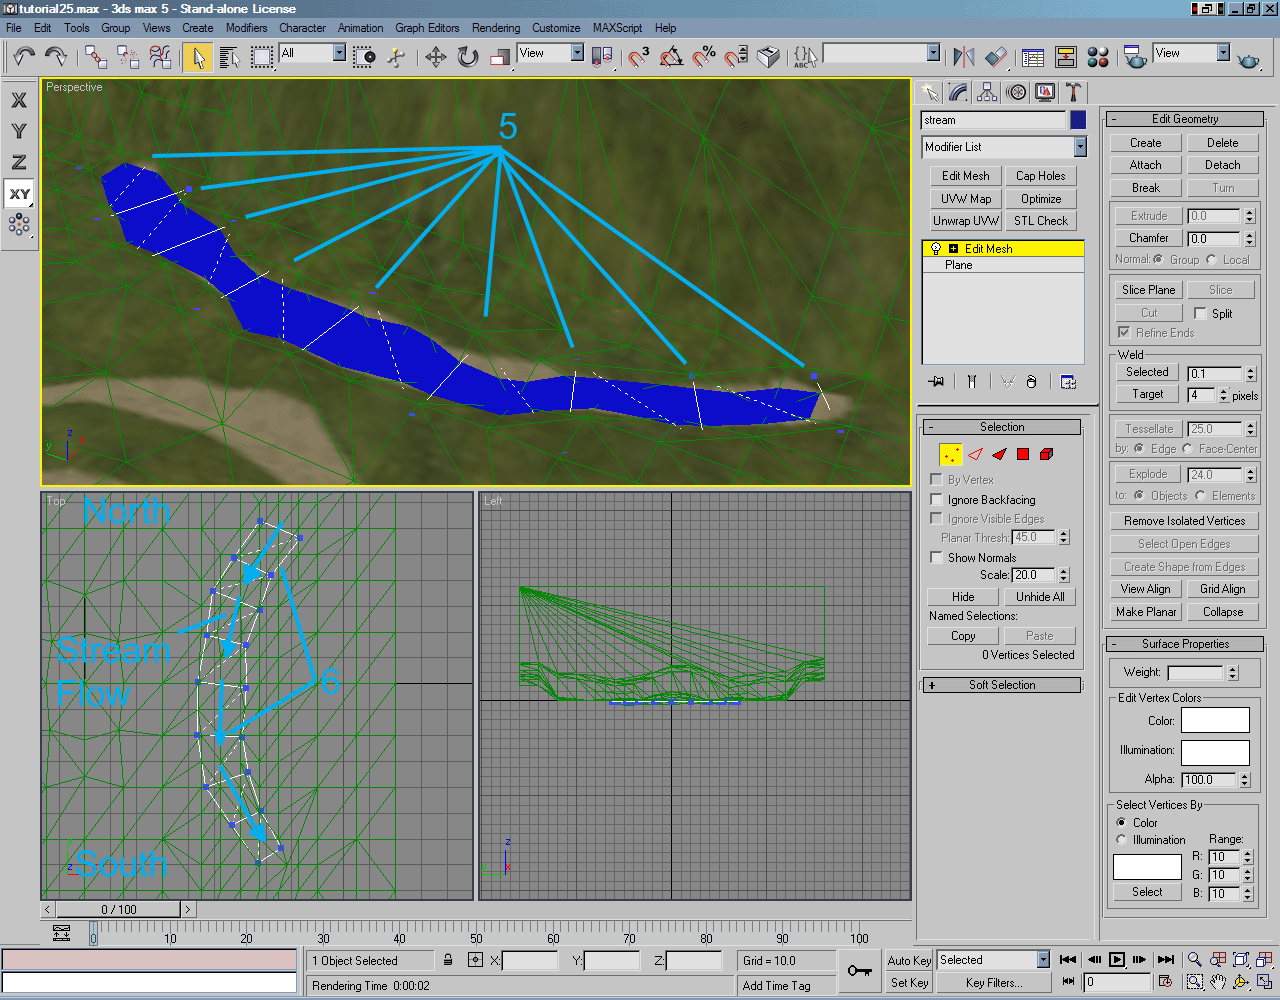 tutorial25.max - 3ds max 5 - Stand-alone License
File Edit Tools Group Views Create Modifiers Character Animation Graph Editors Rendering Customize MAXScript Help
All View View
3 % {} ABC
X
Y
Z
XY
Perspective
5
z
y
Top
North
Stream
Flow
6
South
z
Left
z
y x
stream
Modifier List
Edit Mesh Cap Holes
UVW Map Optimize
Unwrap UVW STL Check
Edit Mesh
Plane
- Selection
By Vertex
Ignore Backfacing
Ignore Visible Edges
Planar Thresh: 45.0
Show Normals
Scale: 20.0
Hide Unhide All
Named Selections:
Copy Paste
0 Vertices Selected
+ Soft Selection
- Edit Geometry
Create Delete
Attach Detach
Break Turn
Extrude 0.0
Chamfer 0.0
Normal: Group Local
Slice Plane Slice
Cut Split
Refine Ends
Weld
Selected 0.1
Target 4 pixels
Tessellate 25.0
by: Edge Face-Center
Explode 24.0
to: Objects Elements
Remove Isolated Vertices
Select Open Edges
Create Shape from Edges
View Align Grid Align
Make Planar Collapse
- Surface Properties
Weight:
Edit Vertex Colors
Color:
Illumination:
Alpha: 100.0
Select Vertices By
Color
Illumination Range:
R: 10
G: 10
Select B: 10
< 0 / 100 >
0 10 20 30 40 50 60 70 80 90 100
1 Object Selected X: Y: Z: Grid = 10.0 Auto Key Selected
Rendering Time 0:00:02 Add Time Tag Set Key Key Filters... 0